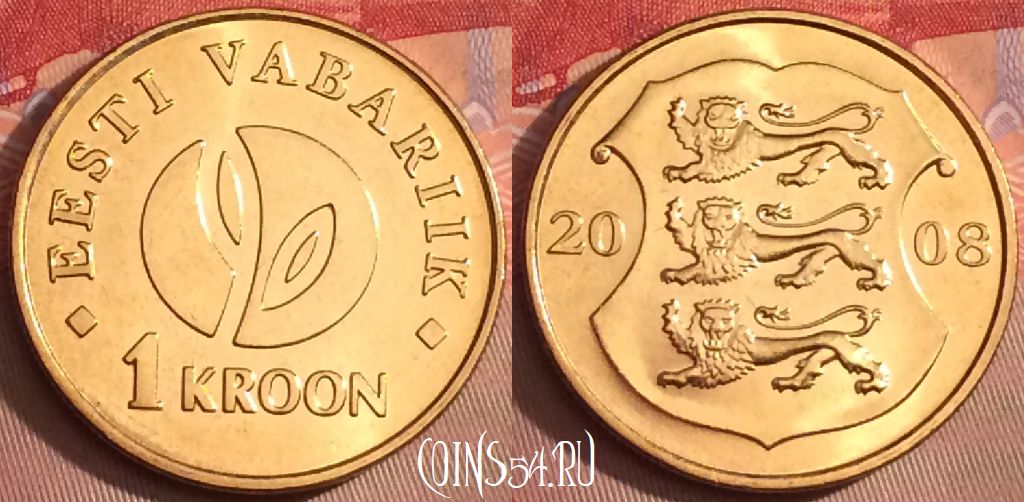 EESTI VABARIIK
1 KROON
20 08
COINS54.RU